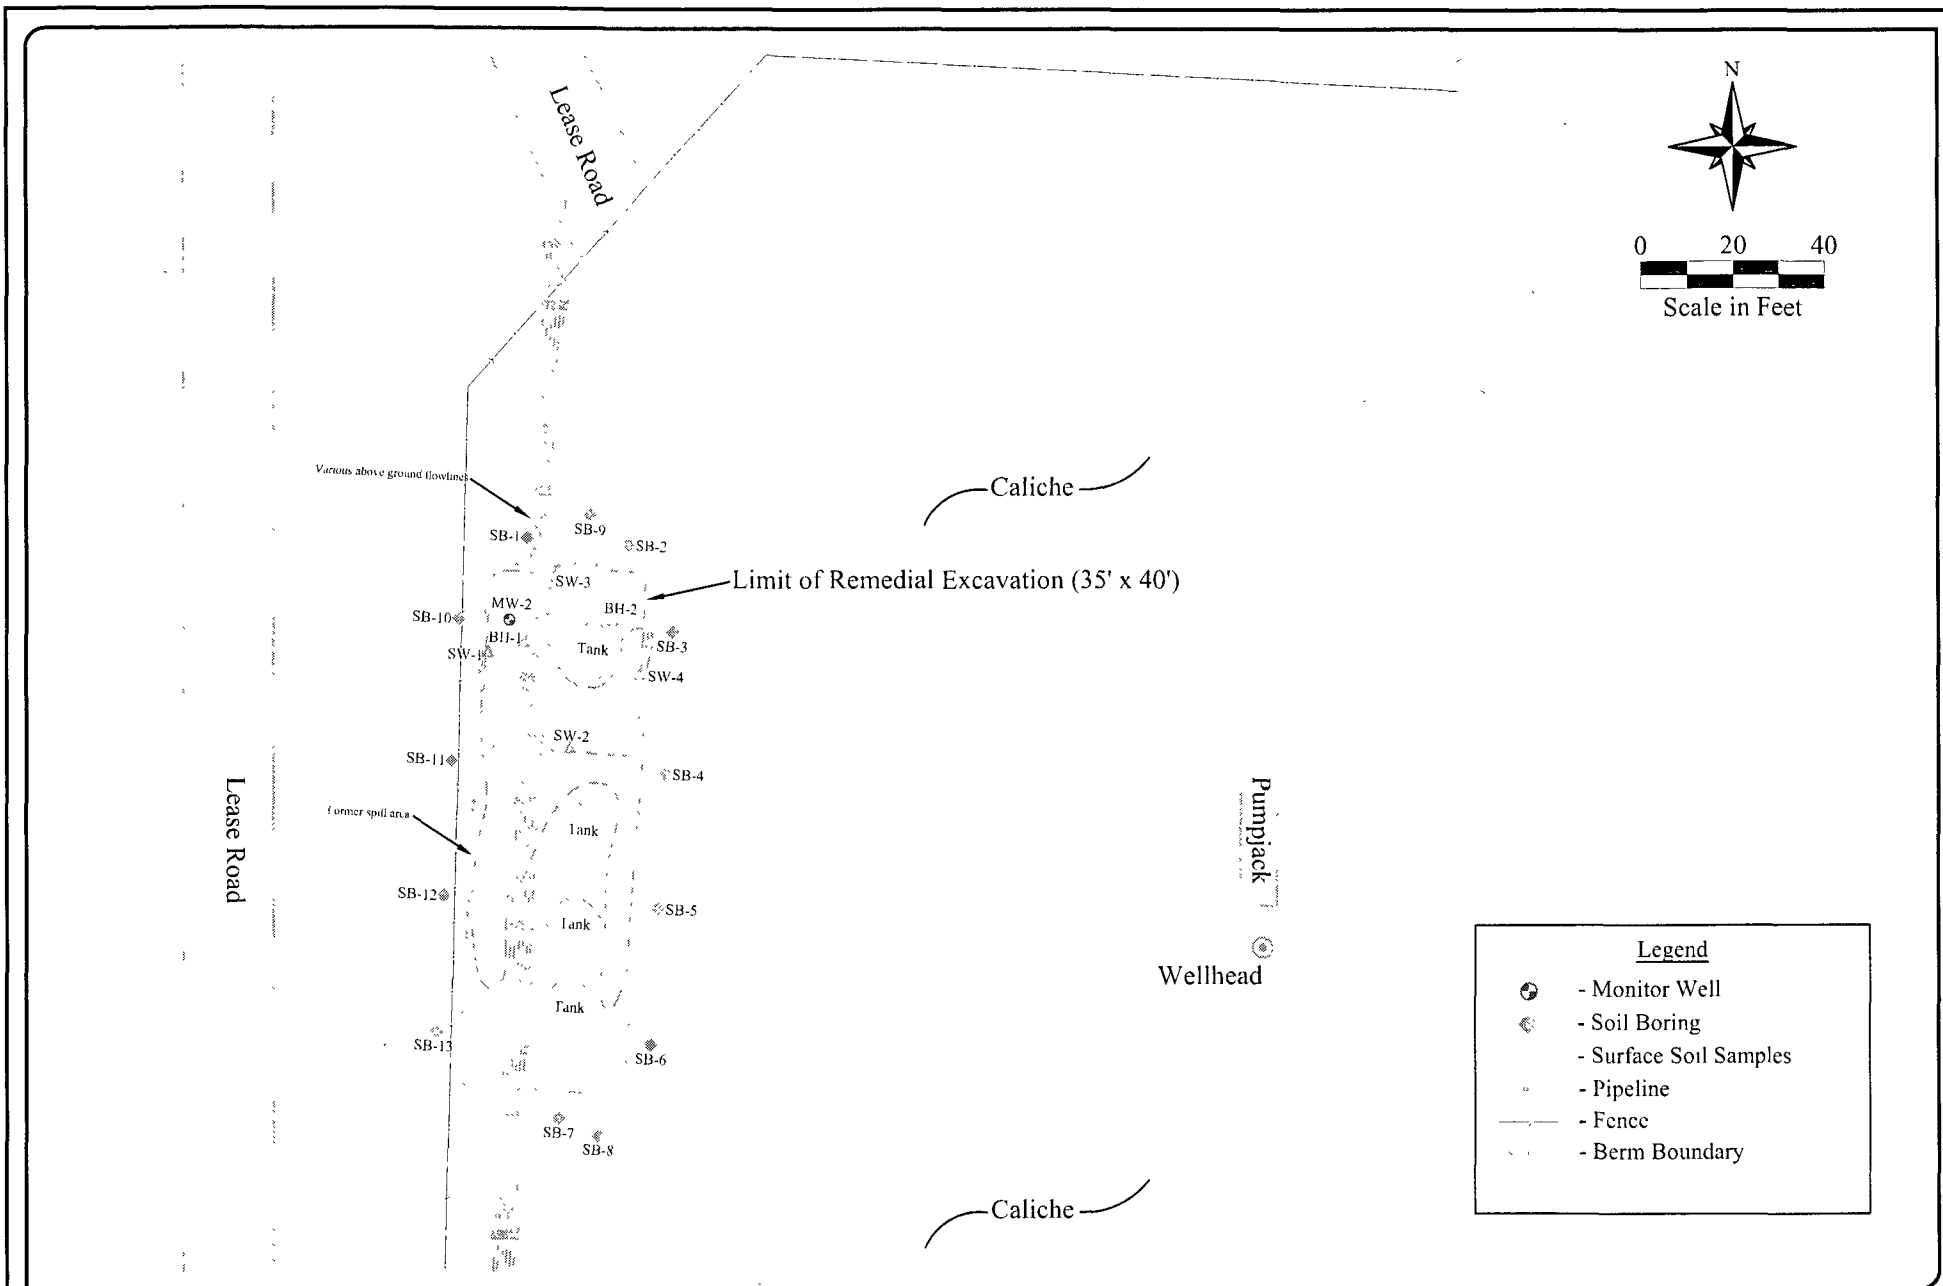 N
Lease Road
0 20 40
Scale in Feet
Various above ground flowlines
Caliche
SB-1
SB-9
SB-2
SW-3
Limit of Remedial Excavation (35' x 40')
MW-2
BH-2
SB-10
BH-1
SB-3
SW-1
Tank
SW-4
SW-2
SB-11
SB-4
Lease Road
Pumpjack
Former spill area
Tank
SB-12
SB-5
Tank
Wellhead
Tank
SB-13
SB-6
SB-7
SB-8
Caliche
Legend
- Monitor Well
- Soil Boring
- Surface Soil Samples
- Pipeline
- Fence
- Berm Boundary